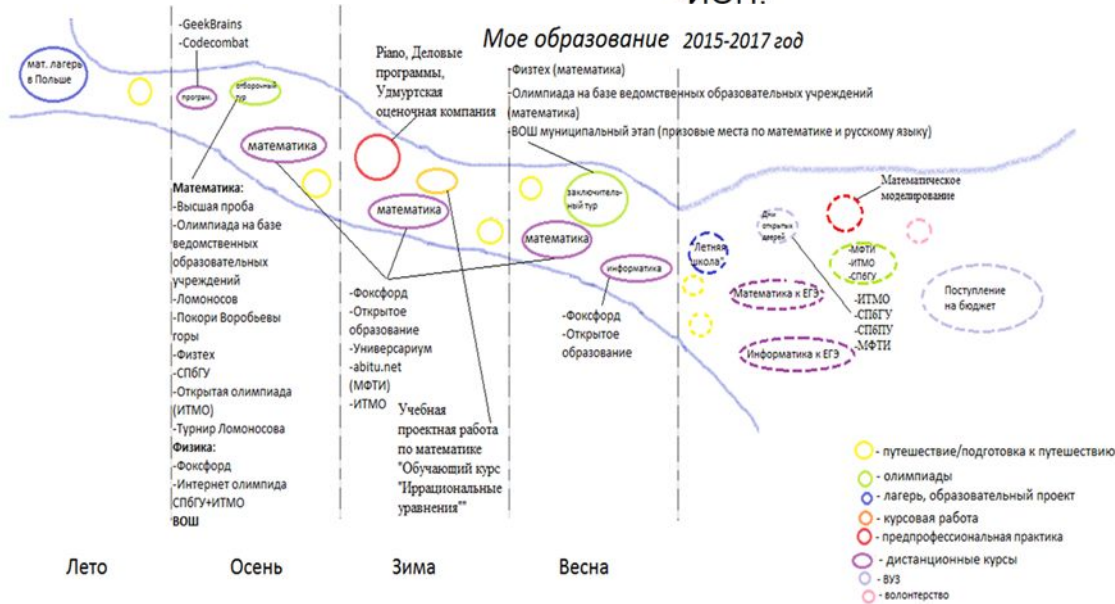 ИОП:
Мое образование 2015-2017 год
-GeekBrains
-Codecombat
мат. лагерь
в Польше
програм.
отборочный
тур
математика
Математика:
-Высшая проба
-Олимпиада на базе
ведомственных
образовательных
учреждений
-Ломоносов
-Покори Воробьевы
горы
-Физтех
-СПбГУ
-Открытая олимпиада
(ИТМО)
-Турнир Ломоносова
Физика:
-Фоксфорд
-Интернет олимпида
СПбГУ+ИТМО
ВОШ
Piano, Деловые
программы,
Удмуртская
оценочная компания
математика
-Фоксфорд
-Открытое
образование
-Универсариум
-abitu.net
(МФТИ)
-ИТМО
Учебная
проектная работа
по математике
"Обучающий курс
"Иррациональные
уравнения""
-Физтех (математика)
-Олимпиада на базе ведомственных образовательных учреждений
(математика)
-ВОШ муниципальный этап (призовые места по математике и русскому языку)
заключитель-
ный тур
математика
информатика
-Фоксфорд
-Открытое
образование
"Летняя
школа"
Дни
открытых
дверей
Математическое
моделирование
-МФТИ
-ИТМО
-СПбГУ
Математика к ЕГЭ
Информатика к ЕГЭ
-ИТМО
-СПбГУ
-СПбПУ
-МФТИ
Поступление
на бюджет
- путешествие/подготовка к путешествию
- олимпиады
- лагерь, образовательный проект
- курсовая работа
- предпрофессиональная практика
- дистанционные курсы
- ВУЗ
- волонтерство
Лето
Осень
Зима
Весна